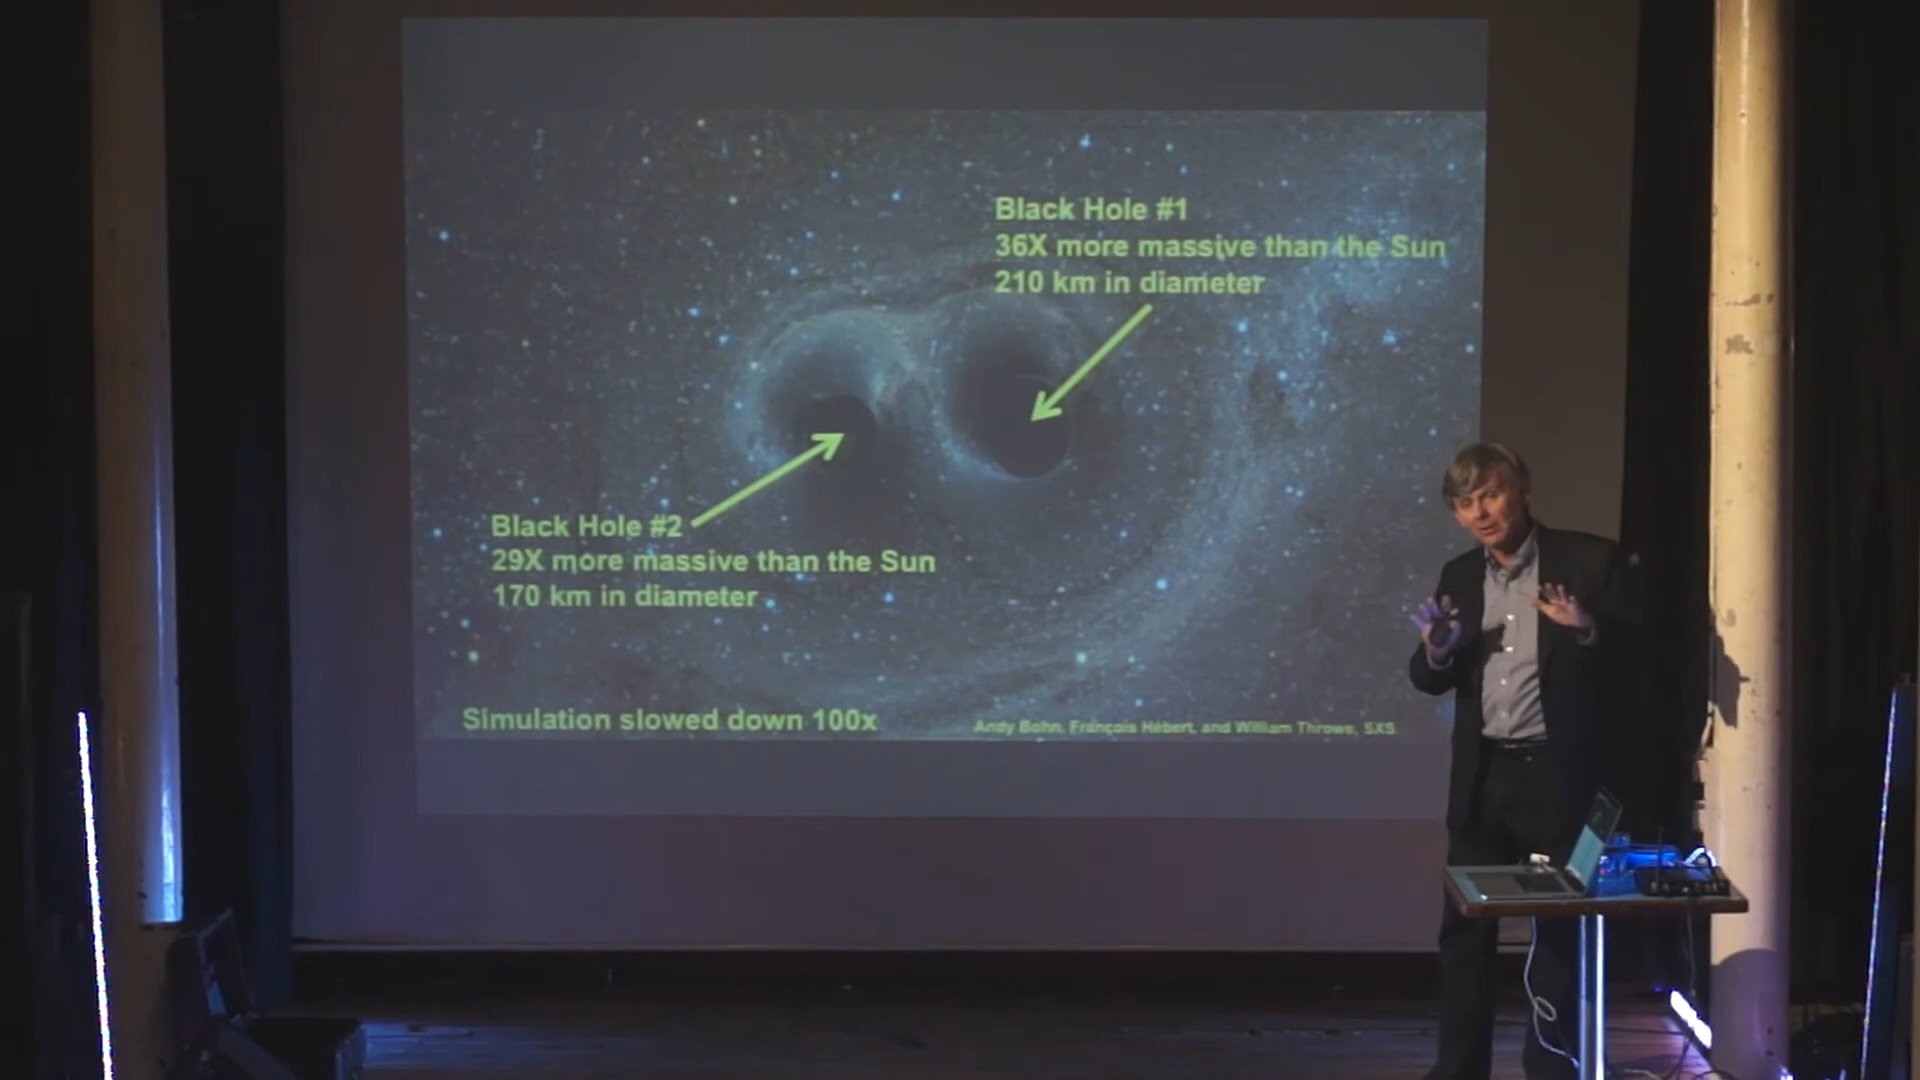 Black Hole #1
36X more massive than the Sun
210 km in diameter
Black Hole #2
29X more massive than the Sun
170 km in diameter
Simulation slowed down 100x
Andy Bohn, François Hébert, and William Throwe, SXS